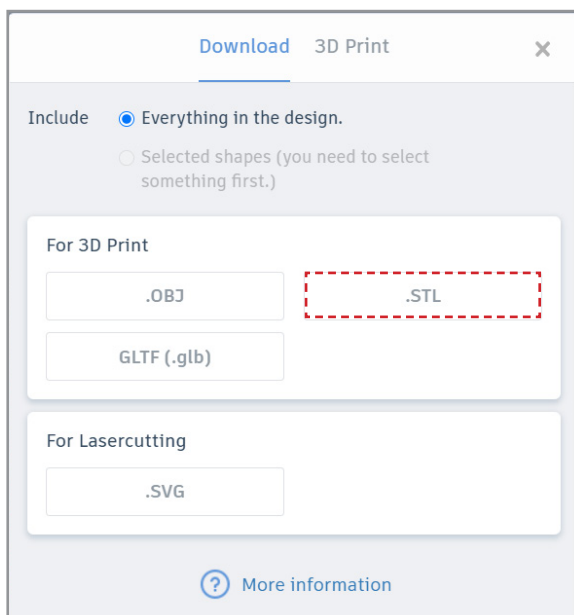 Download 3D Print ×
Include Everything in the design.
Selected shapes (you need to select
something first.)
For 3D Print
.OBJ .STL
GLTF (.glb)
For Lasercutting
.SVG
? More information